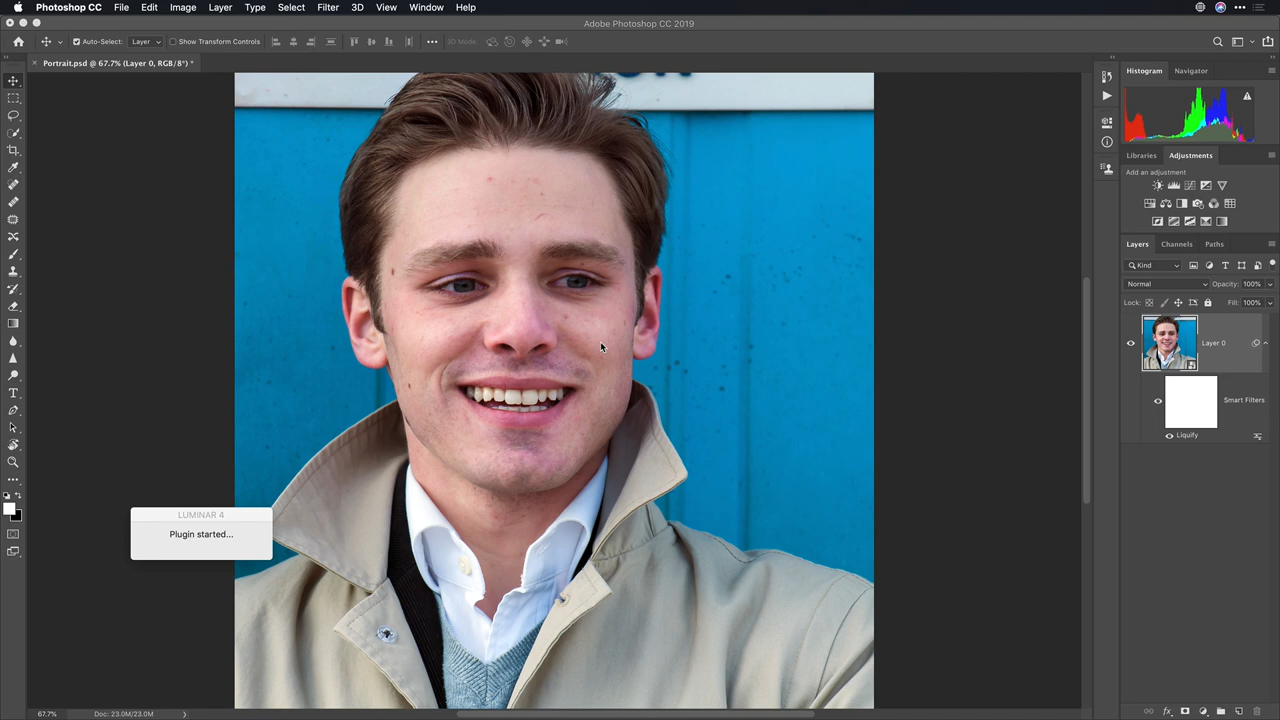 Photoshop CC File Edit Image Layer Type Select Filter 3D View Window Help
Adobe Photoshop CC 2019
Auto-Select: Layer Show Transform Controls 3D Mode:
Portrait.psd @ 67.7% (Layer 0, RGB/8*) *
Histogram Navigator
Libraries Adjustments
Add an adjustment
Layers Channels Paths
Kind
Normal Opacity: 100%
Lock: Fill: 100%
Layer 0
Smart Filters
Liquify
LUMINAR 4
Plugin started...
67.7% Doc: 23.0M/23.0M